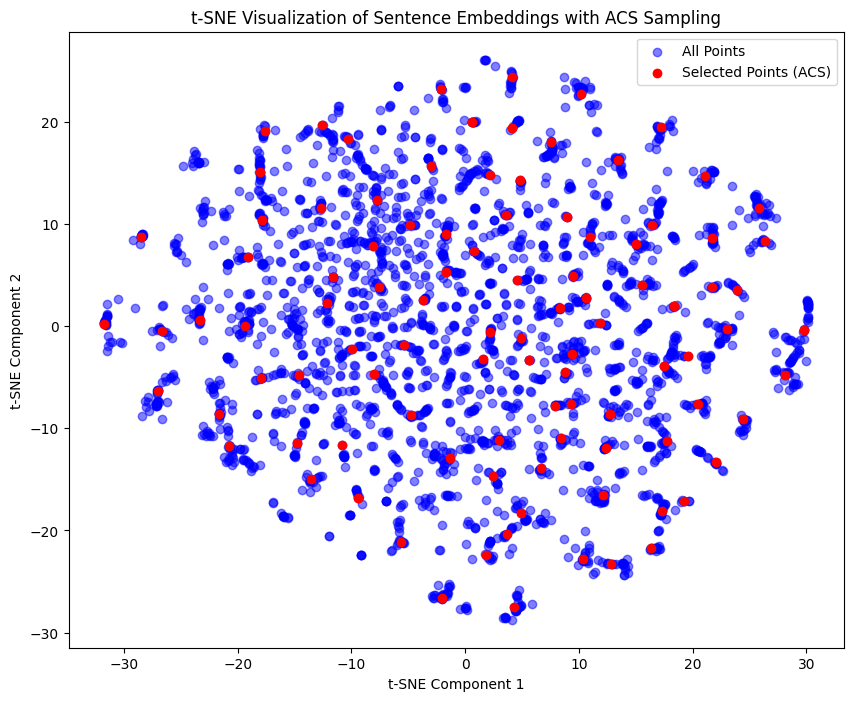 t-SNE Visualization of Sentence Embeddings with ACS Sampling
All Points
Selected Points (ACS)
20
10
0
−10
−20
−30
t-SNE Component 2
−30 −20 −10 0 10 20 30
t-SNE Component 1